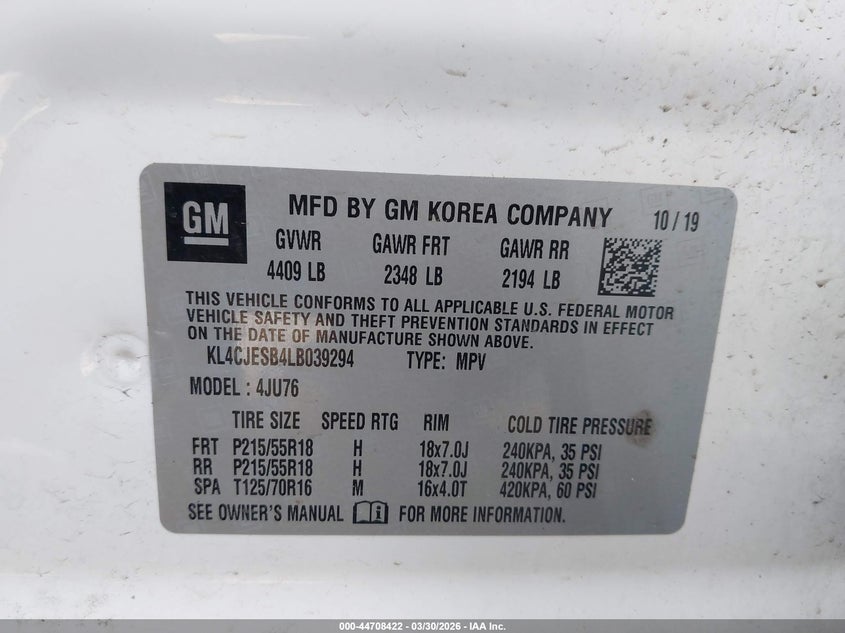 GM
MFD BY GM KOREA COMPANY 10/19
GVWR GAWR FRT GAWR RR
4409 LB 2348 LB 2194 LB
THIS VEHICLE CONFORMS TO ALL APPLICABLE U.S. FEDERAL MOTOR
VEHICLE SAFETY AND THEFT PREVENTION STANDARDS IN EFFECT
ON THE DATE OF MANUFACTURE SHOWN ABOVE.
KL4CJESB4LB039294 TYPE: MPV
MODEL: 4JU76
TIRE SIZE SPEED RTG RIM COLD TIRE PRESSURE
FRT P215/55R18 H 18x7.0J 240KPA, 35 PSI
RR P215/55R18 H 18x7.0J 240KPA, 35 PSI
SPA T125/70R16 M 16x4.0T 420KPA, 60 PSI
SEE OWNER'S MANUAL i FOR MORE INFORMATION.
000-44708422 - 03/30/2026 - IAA Inc.